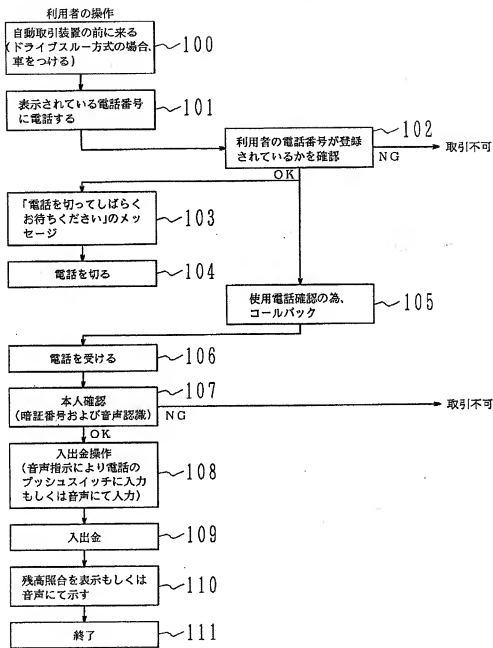 利用者の操作
自動取引装置の前に来る
(ドライブスルー方式の場合、
車をつける)
100
表示されている電話番号
に電話する
101
利用者の電話番号が登録
されているかを確認
102
取引不可
NG
OK
「電話を切ってしばらく
お待ちください」のメッ
セージ
103
電話を切る
104
使用電話確認の為、
コールバック
105
電話を受ける
106
本人確認
(暗証番号および音声認識)
107
取引不可
NG
OK
入出金操作
(音声指示により電話の
プッシュスイッチに入力
もしくは音声にて入力)
108
入出金
109
残高照合を表示もしくは
音声にて示す
110
終了
111